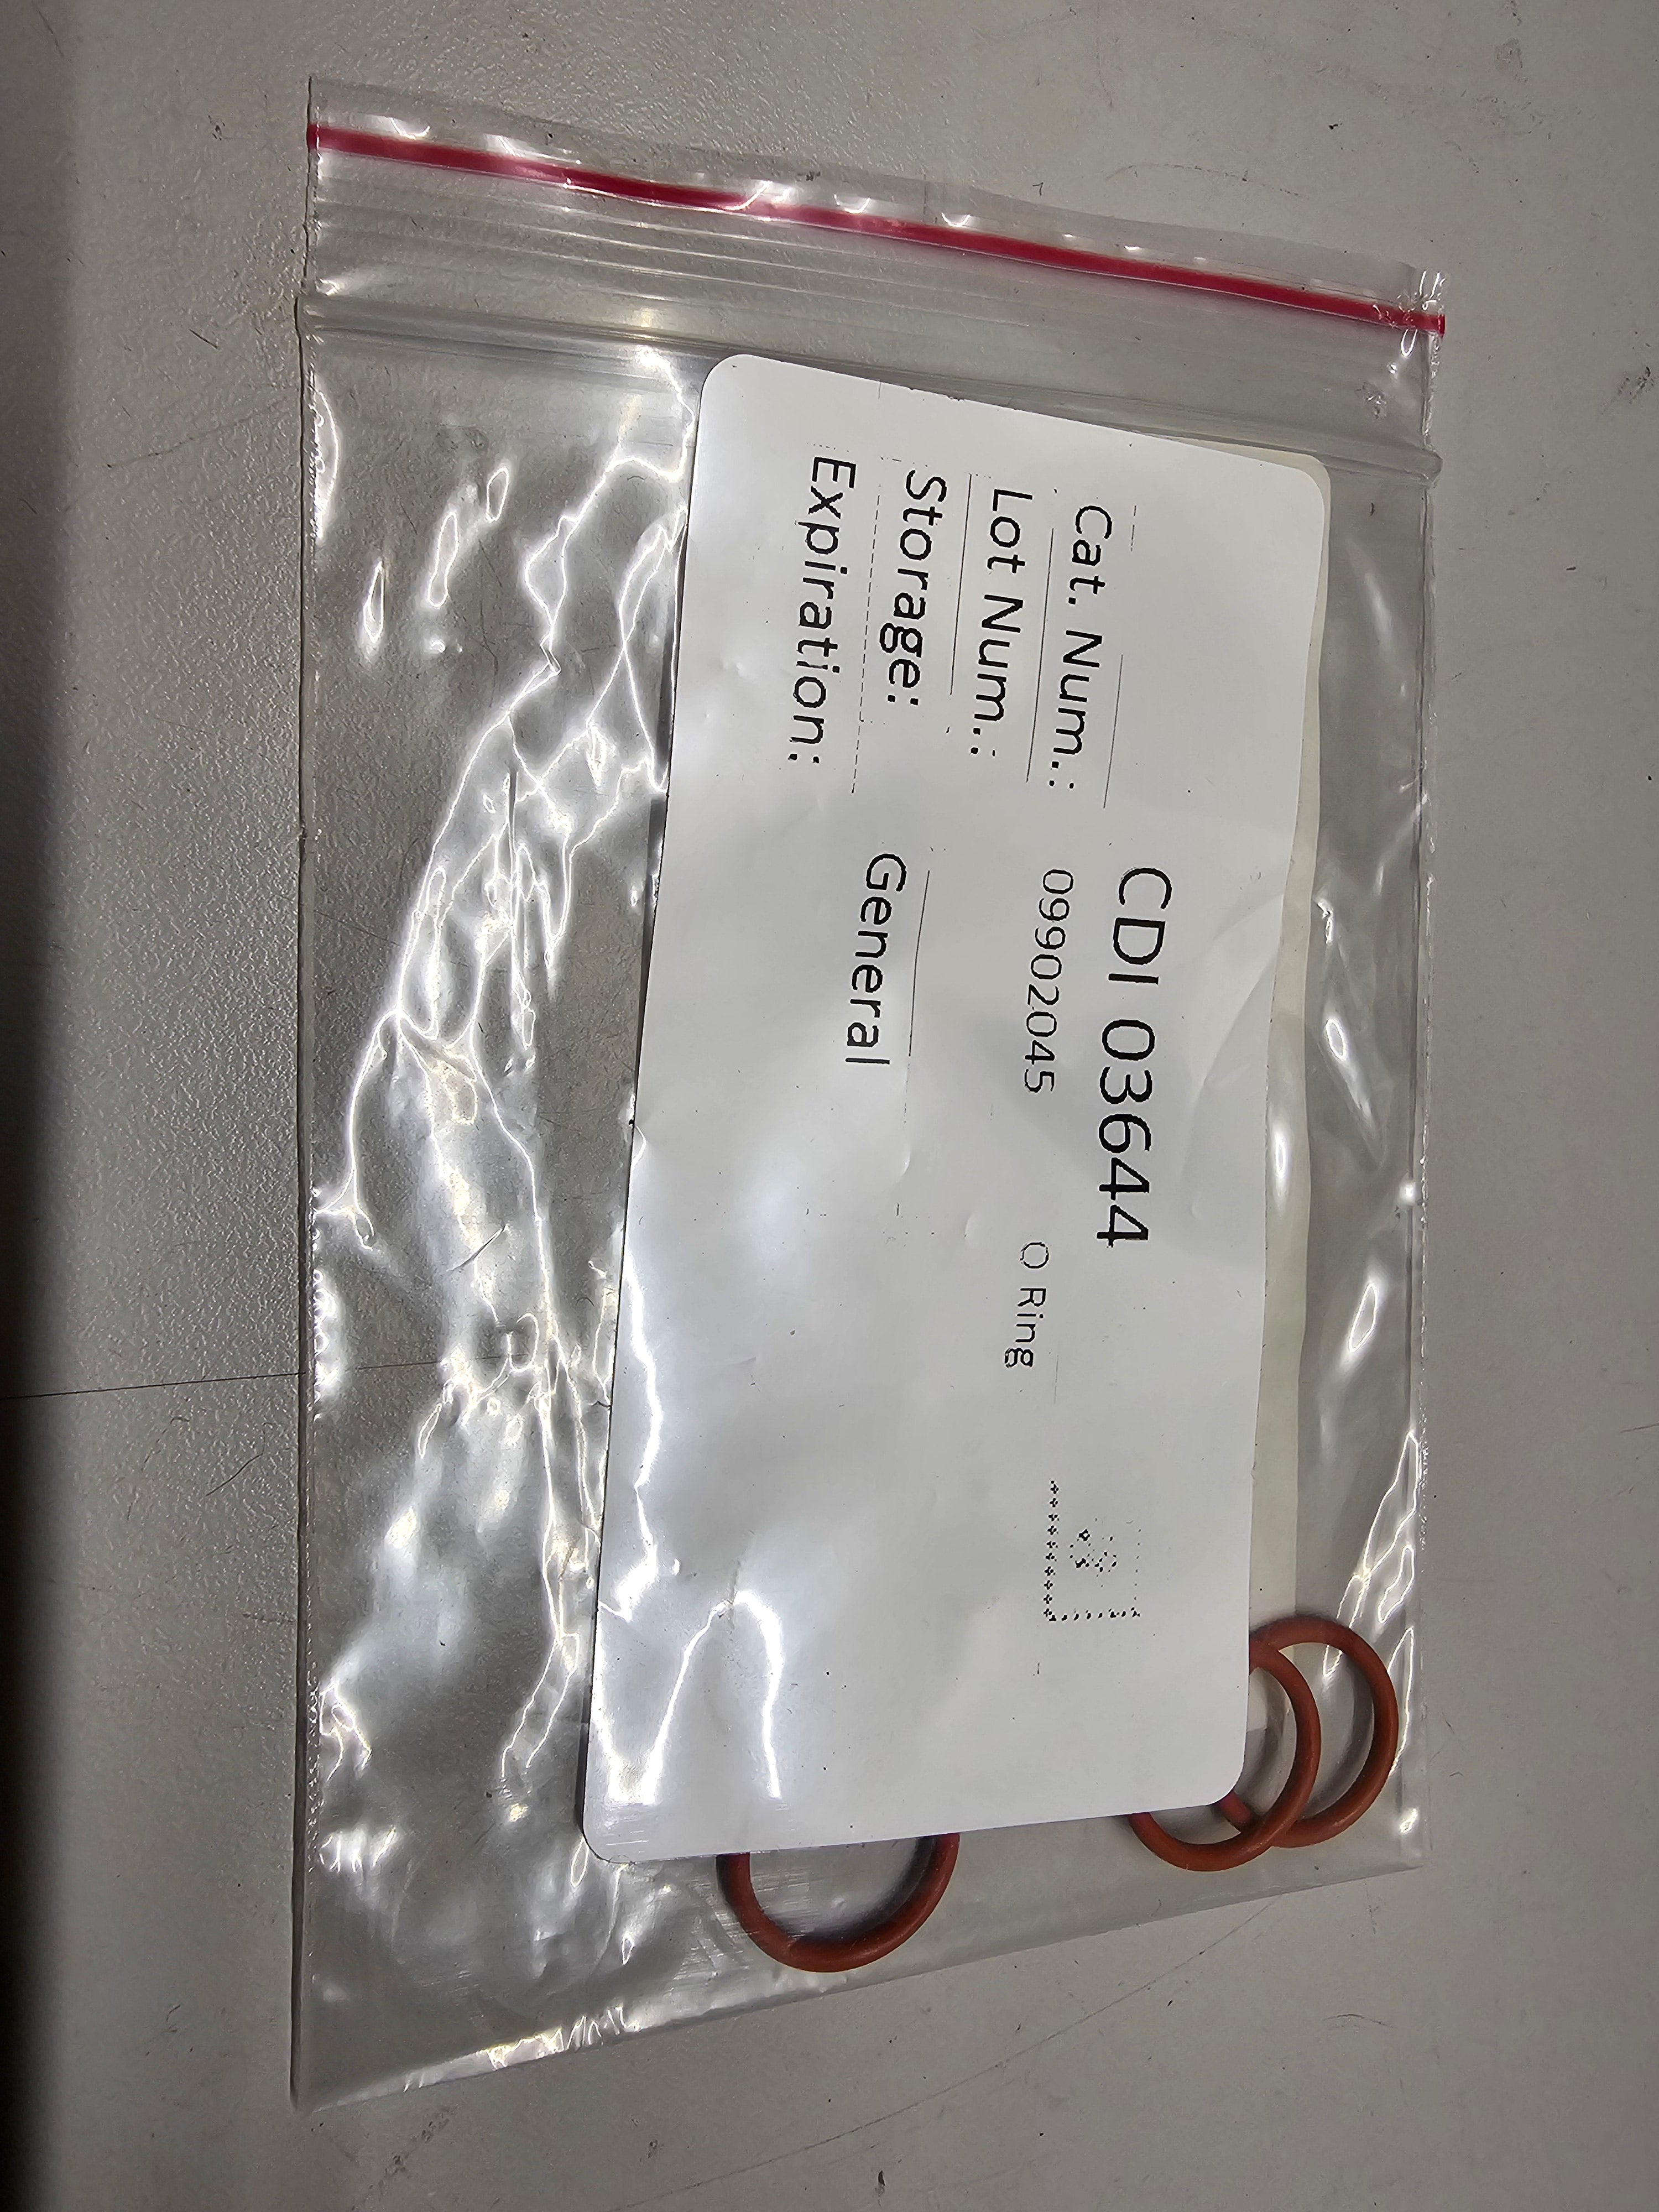 CDI 03644
Cat. Num.: 09902045 O Ring
Lot Num.:
Storage: General
Expiration: